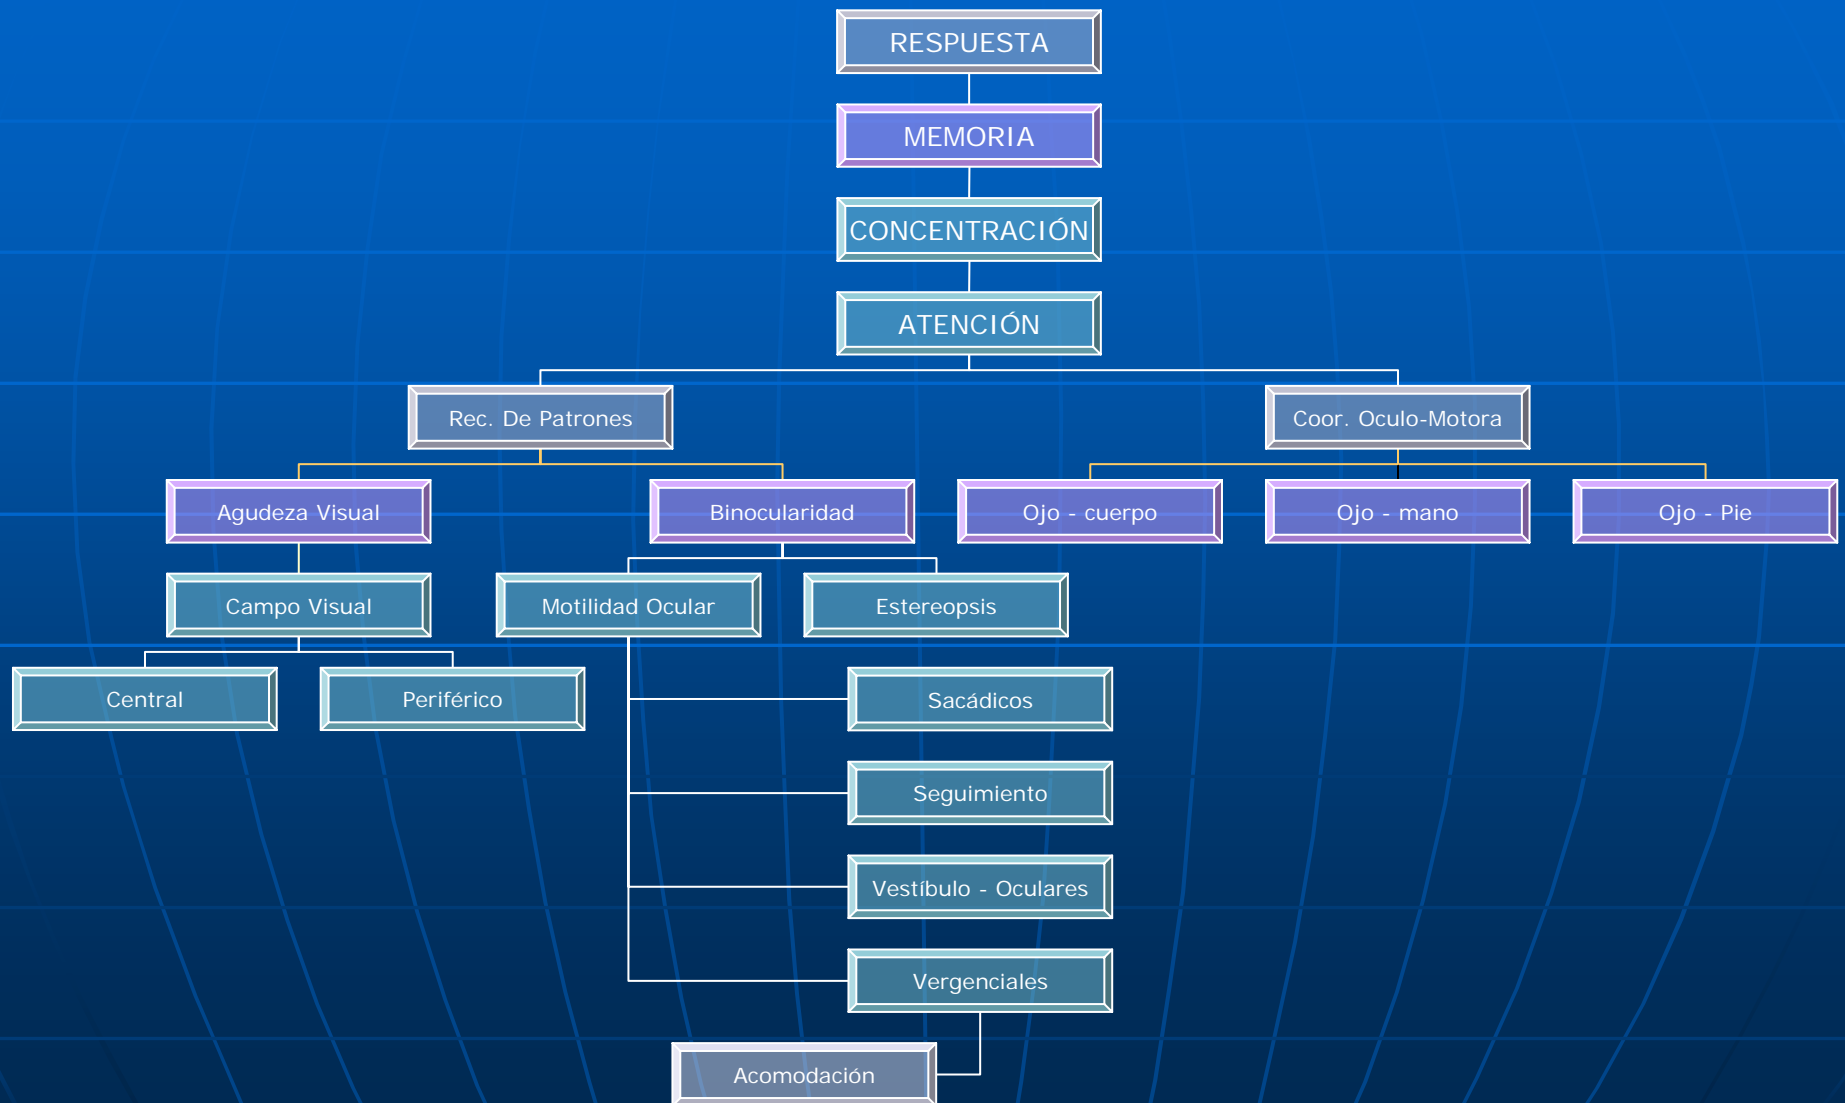 RESPUESTA
MEMORIA
CONCENTRACIÓN
ATENCIÓN
Rec. De Patrones
Coor. Oculo-Motora
Agudeza Visual
Binocularidad
Ojo - cuerpo
Ojo - mano
Ojo - Pie
Campo Visual
Motilidad Ocular
Estereopsis
Central
Periférico
Sacádicos
Seguimiento
Vestíbulo - Oculares
Vergenciales
Acomodación